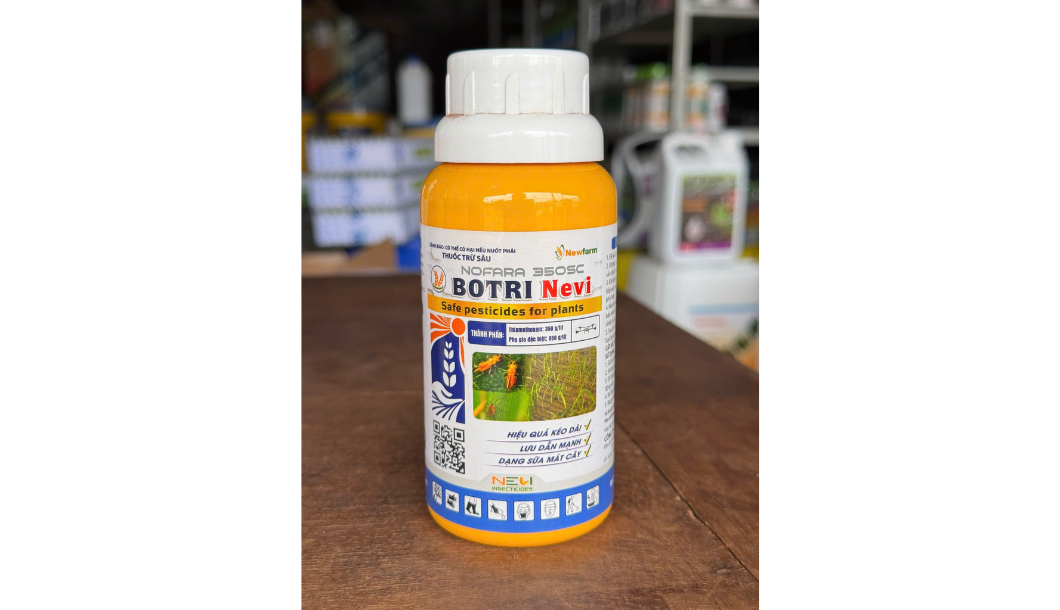 CẢNH BÁO: CÓ THỂ CÓ HẠI NẾU NUỐT PHẢI
THUỐC TRỪ SÂU
Newfarm
NOFARA 350SC
BOTRI Nevi
Safe pesticides for plants
THÀNH PHẦN:
Thiamethoxam: 350 g/lít
Phụ gia đặc biệt: 650 g/lít
HIỆU QUẢ KÉO DÀI
LƯU DẪN MẠNH
DẠNG SỮA MÁT CÂY
NEVI
INSECTICIDES